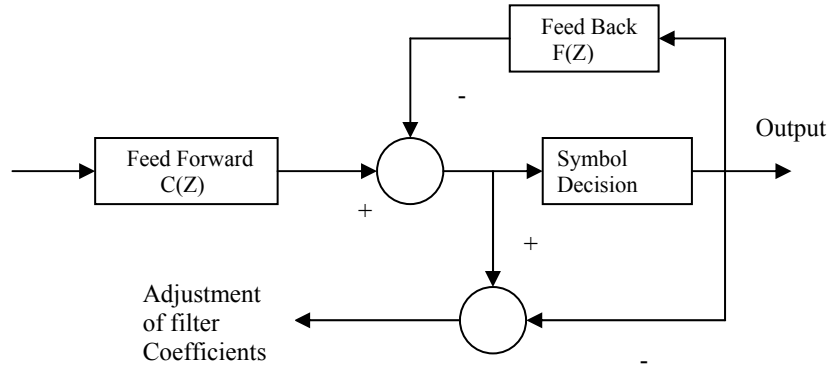 Feed Back
F(Z)
-
Output
Feed Forward
C(Z)
Symbol
Decision
+
+
Adjustment
of filter
Coefficients
-